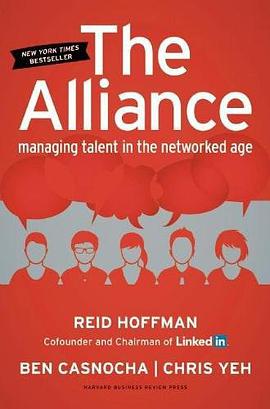 NEW YORK TIMES
BESTSELLER
The
Alliance
managing talent in the networked age
REID HOFFMAN
Cofounder and Chairman of LinkedIn.
BEN CASNOCHA | CHRIS YEH
HARVARD BUSINESS REVIEW PRESS